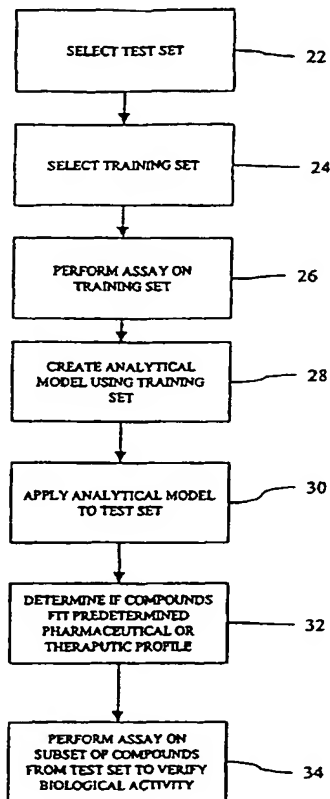 SELECT TEST SET
22
SELECT TRAINING SET
24
PERFORM ASSAY ON
TRAINING SET
26
CREATE ANALYTICAL
MODEL USING TRAINING
SET
28
APPLY ANALYTICAL MODEL
TO TEST SET
30
DETERMINE IF COMPOUNDS
FIT PREDETERMINED
PHARMACEUTICAL OR
THERAPUTIC PROFILE
32
PERFORM ASSAY ON
SUBSET OF COMPOUNDS
FROM TEST SET TO VERIFY
BIOLOGICAL ACTIVITY
34